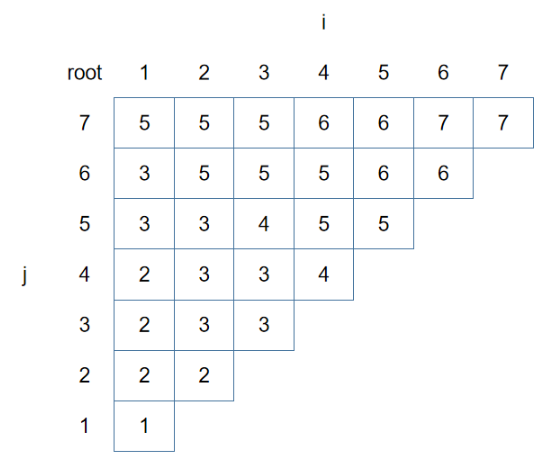 i
root 1 2 3 4 5 6 7
7 5 5 5 6 6 7 7
6 3 5 5 5 6 6
5 3 3 4 5 5
j 4 2 3 3 4
3 2 3 3
2 2 2
1 1